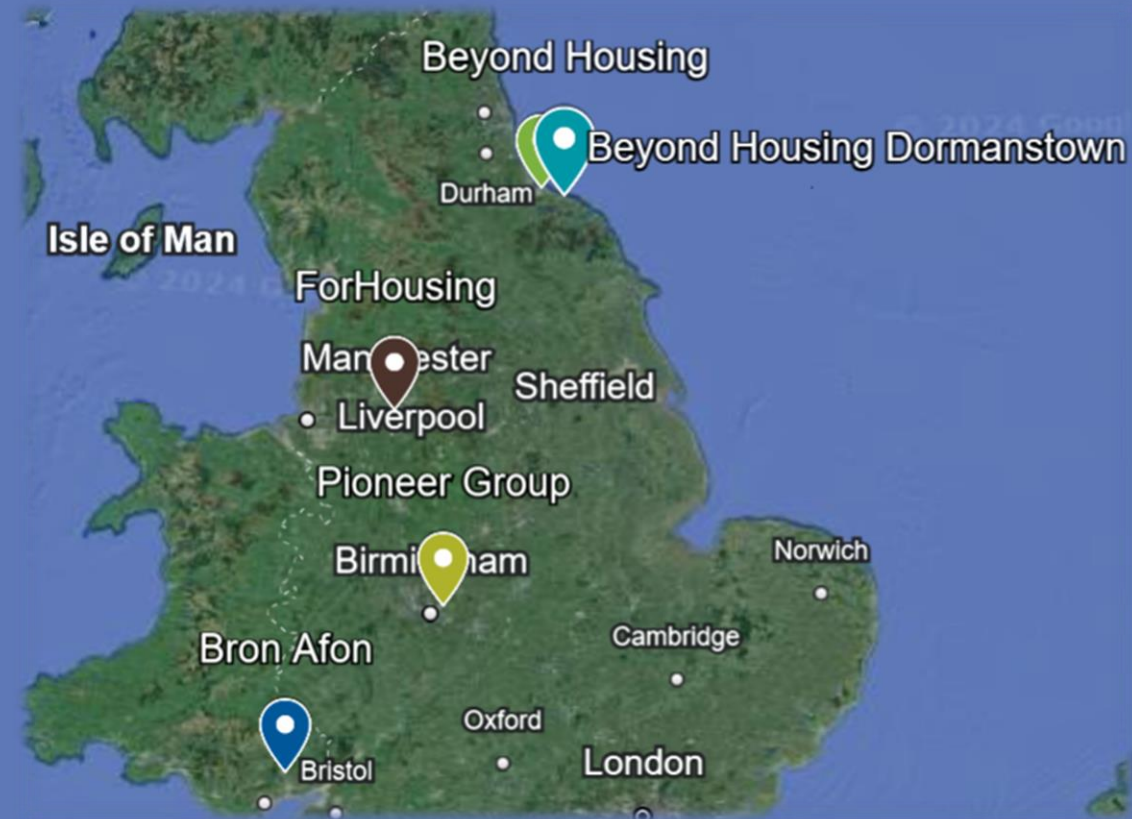 Beyond Housing
Beyond Housing Dormanstown
Durham
Isle of Man
ForHousing
Manchester
Sheffield
Liverpool
Pioneer Group
Birmingham
Norwich
Cambridge
Bron Afon
Oxford
London
Bristol